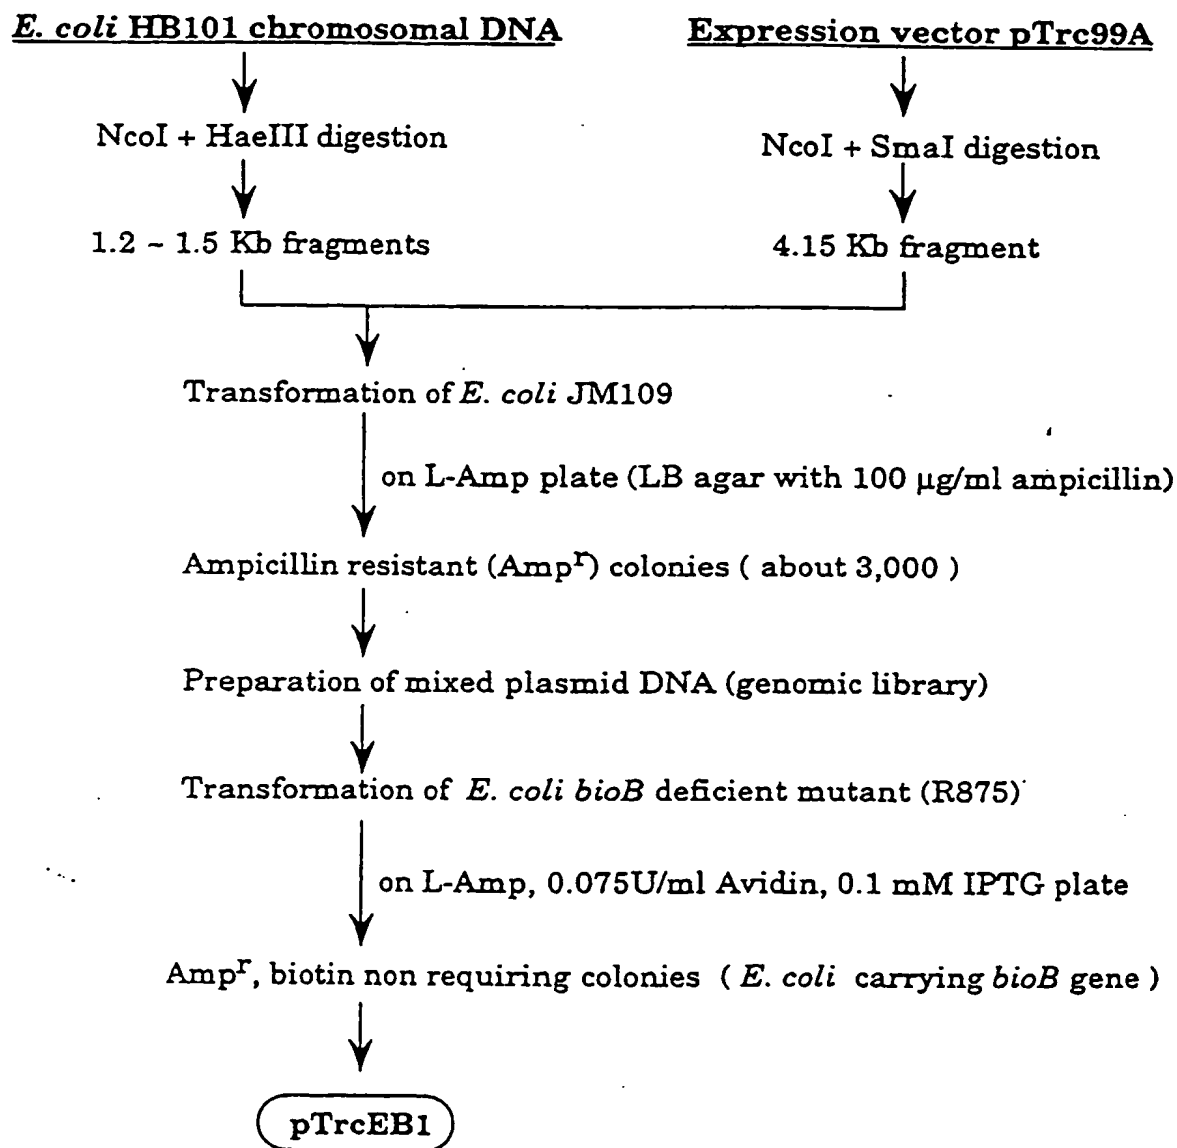 E. coli HB101 chromosomal DNA
Expression vector pTrc99A
NcoI + HaeIII digestion
NcoI + SmaI digestion
1.2 ~ 1.5 Kb fragments
4.15 Kb fragment
Transformation of E. coli JM109
on L-Amp plate (LB agar with 100 μg/ml ampicillin)
Ampicillin resistant (Ampʳ) colonies ( about 3,000 )
Preparation of mixed plasmid DNA (genomic library)
Transformation of E. coli bioB deficient mutant (R875)
on L-Amp, 0.075U/ml Avidin, 0.1 mM IPTG plate
Ampʳ, biotin non requiring colonies ( E. coli carrying bioB gene )
pTrcEB1